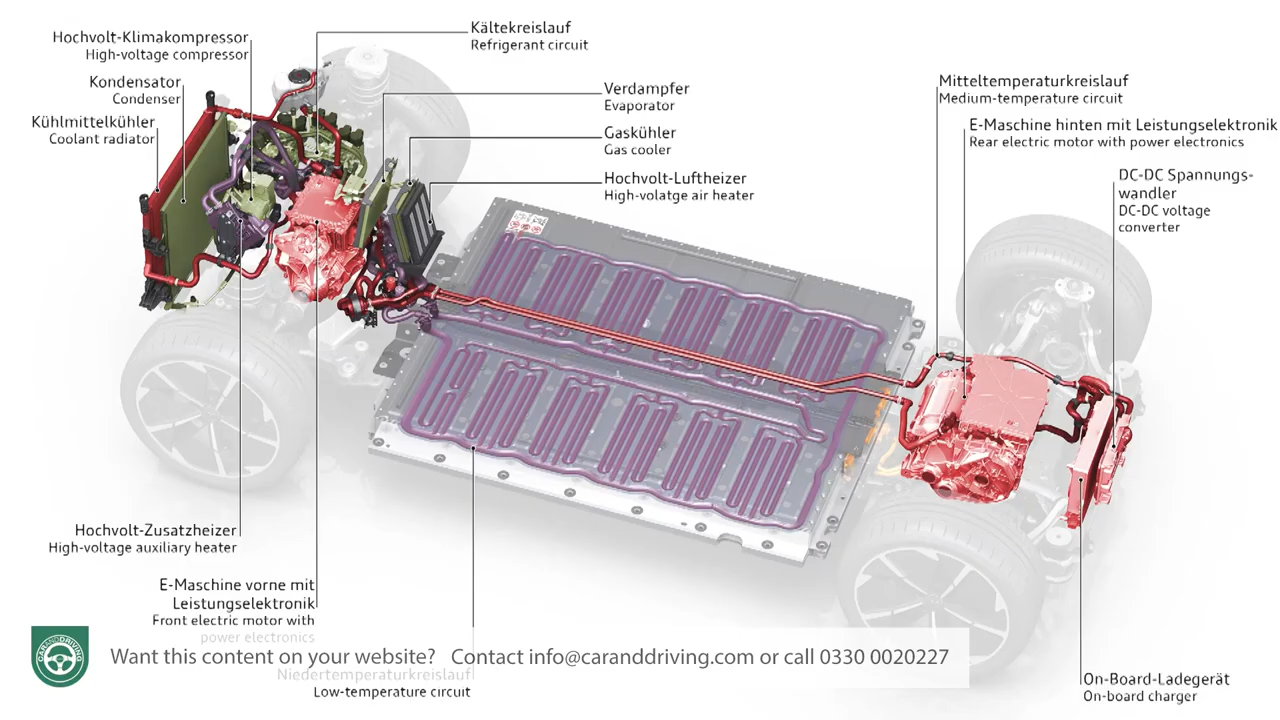 Kältekreislauf
Refrigerant circuit
Hochvolt-Klimakompressor
High-voltage compressor
Kondensator
Condenser
Kühlmittelkühler
Coolant radiator
Verdampfer
Evaporator
Gaskühler
Gas cooler
Hochvolt-Luftheizer
High-volatge air heater
Mitteltemperaturkreislauf
Medium-temperature circuit
E-Maschine hinten mit Leistungselektronik
Rear electric motor with power electronics
DC-DC Spannungs-
wandler
DC-DC voltage
converter
Hochvolt-Zusatzheizer
High-voltage auxiliary heater
E-Maschine vorne mit
Leistungselektronik
Front electric motor with
power electronics
CARANDDRIVING
Want this content on your website? Contact info@caranddriving.com or call 0330 0020227
Niedertemperaturkreislauf
Low-temperature circuit
On-Board-Ladegerät
On-board charger